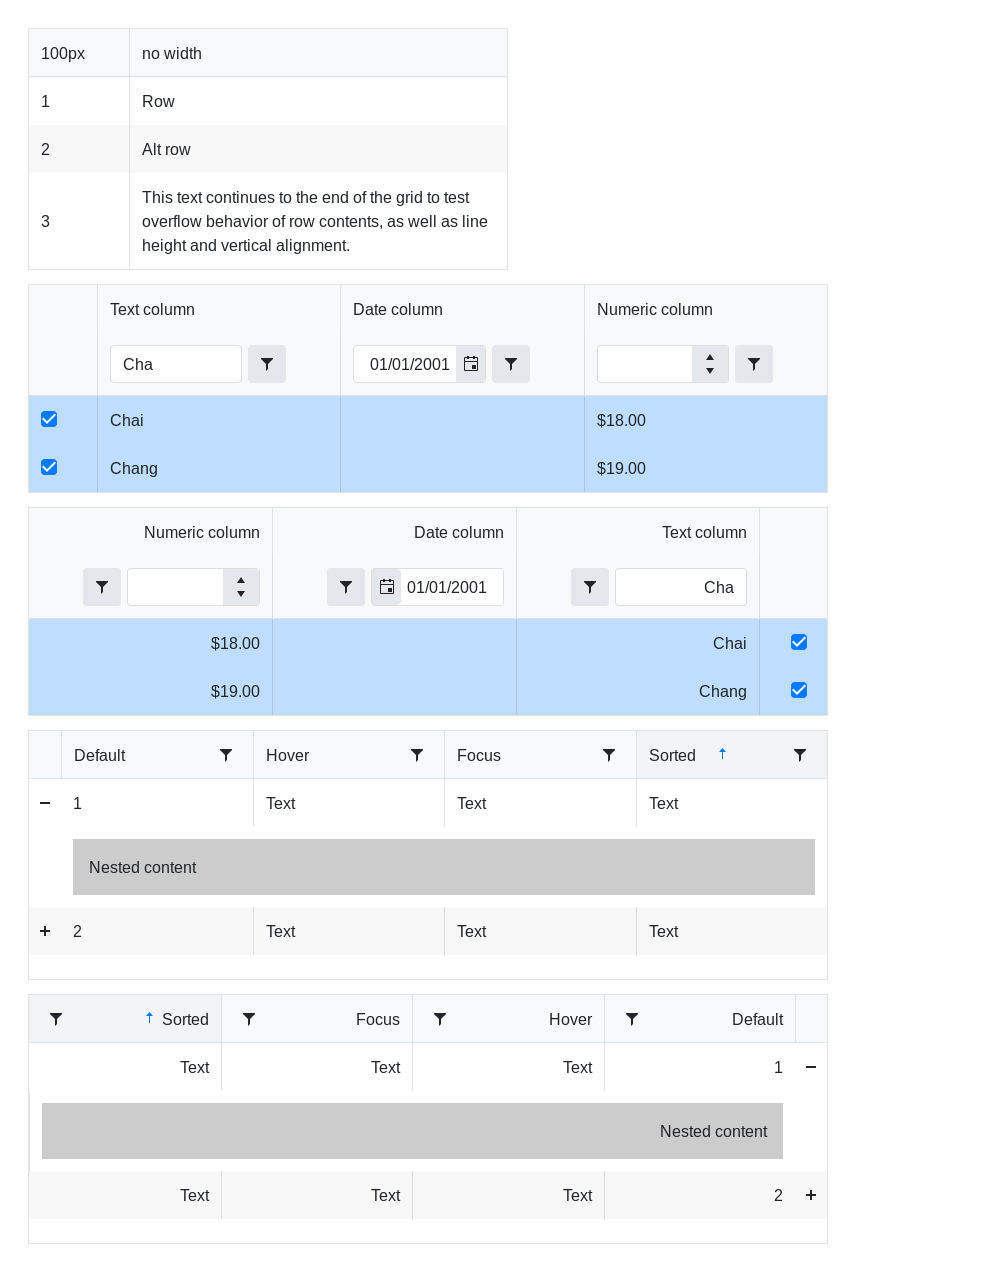 100px no width
1 Row
2 Alt row
3 This text continues to the end of the grid to test
overflow behavior of row contents, as well as line
height and vertical alignment.
Text column Date column Numeric column
Cha 01/01/2001
Chai $18.00
Chang $19.00
Numeric column Date column Text column
01/01/2001 Cha
$18.00 Chai
$19.00 Chang
Default Hover Focus Sorted
1 Text Text Text
Nested content
2 Text Text Text
Sorted Focus Hover Default
Text Text Text 1
Nested content
Text Text Text 2